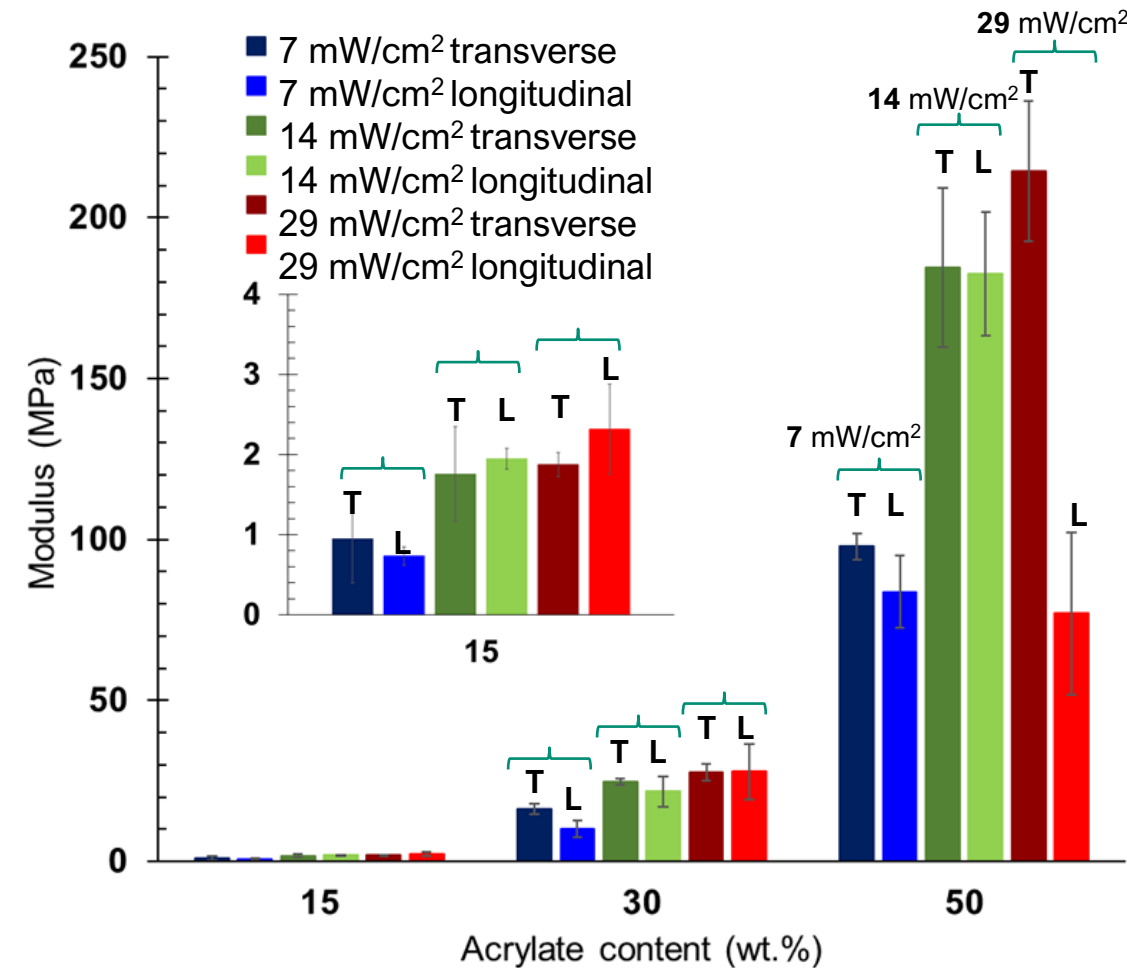 29 mW/cm²
250
7 mW/cm² transverse
7 mW/cm² longitudinal
14 mW/cm² transverse
14 mW/cm² longitudinal
29 mW/cm² transverse
29 mW/cm² longitudinal
T
14 mW/cm²
T L
200
150
100
50
0
Modulus (MPa)
4
3
2
1
0
T L
T L
T L
15
7 mW/cm²
T L
L
T L
T L
T L
15 30 50
Acrylate content (wt.%)